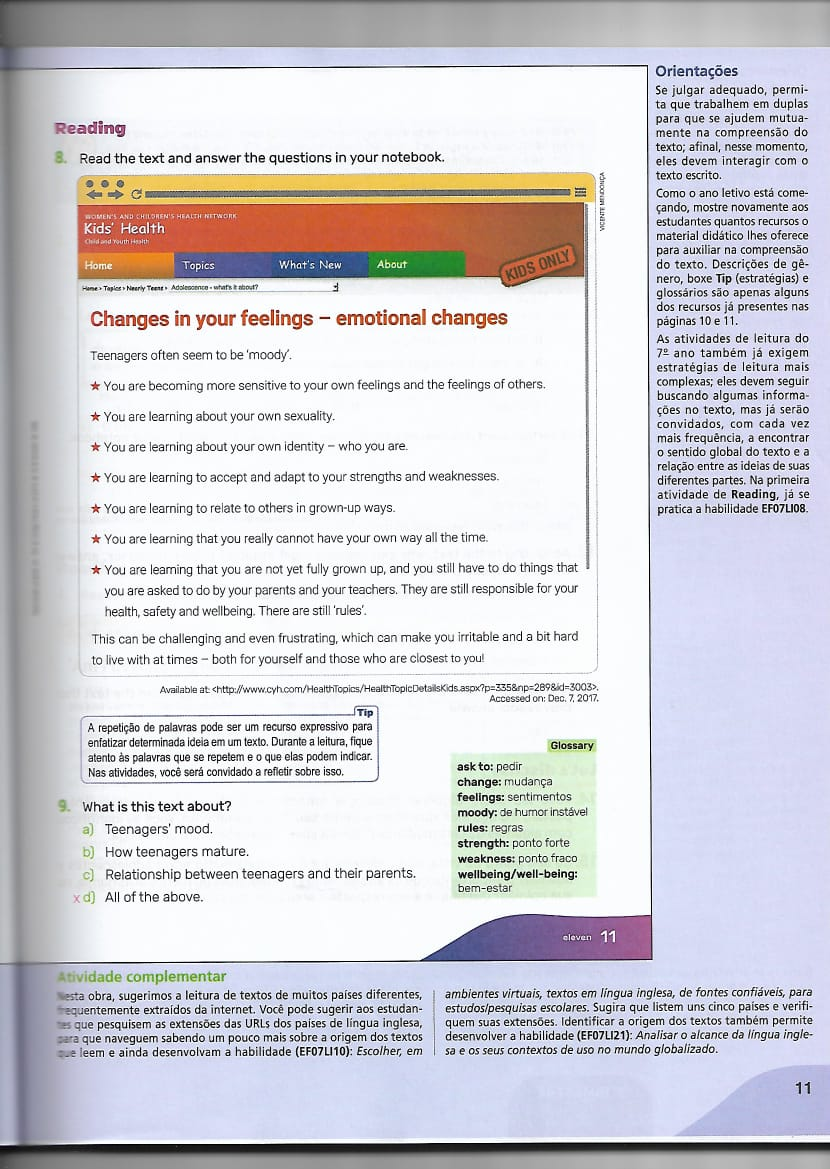 Reading
8. Read the text and answer the questions in your notebook.
WOMEN'S AND CHILDREN'S HEALTH NETWORK
Kids' Health
Child and Youth Health
Home
Topics
What's New
About
KIDS ONLY
Home > Topics > Nearly Teens > Adolescence - what's it about?
VICENTE MENDONÇA
Changes in your feelings – emotional changes
Teenagers often seem to be 'moody'.
★ You are becoming more sensitive to your own feelings and the feelings of others.
★ You are learning about your own sexuality.
★ You are learning about your own identity – who you are.
★ You are learning to accept and adapt to your strengths and weaknesses.
★ You are learning to relate to others in grown-up ways.
★ You are learning that you really cannot have your own way all the time.
★ You are learning that you are not yet fully grown up, and you still have to do things that
you are asked to do by your parents and your teachers. They are still responsible for your
health, safety and wellbeing. There are still 'rules'.
This can be challenging and even frustrating, which can make you irritable and a bit hard
to live with at times – both for yourself and those who are closest to you!
Available at: <http://www.cyh.com/HealthTopics/HealthTopicDetailsKids.aspx?p=335&np=289&id=3003>.
Accessed on: Dec. 7, 2017.
Tip
A repetição de palavras pode ser um recurso expressivo para
enfatizar determinada ideia em um texto. Durante a leitura, fique
atento às palavras que se repetem e o que elas podem indicar.
Nas atividades, você será convidado a refletir sobre isso.
Glossary
ask to: pedir
change: mudança
feelings: sentimentos
moody: de humor instável
rules: regras
strength: ponto forte
weakness: ponto fraco
wellbeing/well-being:
bem-estar
9. What is this text about?
a) Teenagers' mood.
b) How teenagers mature.
c) Relationship between teenagers and their parents.
x d) All of the above.
eleven 11
Orientações
Se julgar adequado, permi-
ta que trabalhem em duplas
para que se ajudem mutua-
mente na compreensão do
texto; afinal, nesse momento,
eles devem interagir com o
texto escrito.
Como o ano letivo está come-
çando, mostre novamente aos
estudantes quantos recursos o
material didático lhes oferece
para auxiliar na compreensão
do texto. Descrições de gê-
nero, boxe Tip (estratégias) e
glossários são apenas alguns
dos recursos já presentes nas
páginas 10 e 11.
As atividades de leitura do
7º ano também já exigem
estratégias de leitura mais
complexas; eles devem seguir
buscando algumas informa-
ções no texto, mas já serão
convidados, com cada vez
mais frequência, a encontrar
o sentido global do texto e a
relação entre as ideias de suas
diferentes partes. Na primeira
atividade de Reading, já se
pratica a habilidade EF07LI08.
Atividade complementar
Nesta obra, sugerimos a leitura de textos de muitos países diferentes,
frequentemente extraídos da internet. Você pode sugerir aos estudan-
tes que pesquisem as extensões das URLs dos países de língua inglesa,
para que naveguem sabendo um pouco mais sobre a origem dos textos
que leem e ainda desenvolvam a habilidade (EF07LI10): Escolher, em
ambientes virtuais, textos em língua inglesa, de fontes confiáveis, para
estudos/pesquisas escolares. Sugira que listem uns cinco países e verifi-
quem suas extensões. Identificar a origem dos textos também permite
desenvolver a habilidade (EF07LI21): Analisar o alcance da língua ingle-
sa e os seus contextos de uso no mundo globalizado.
11